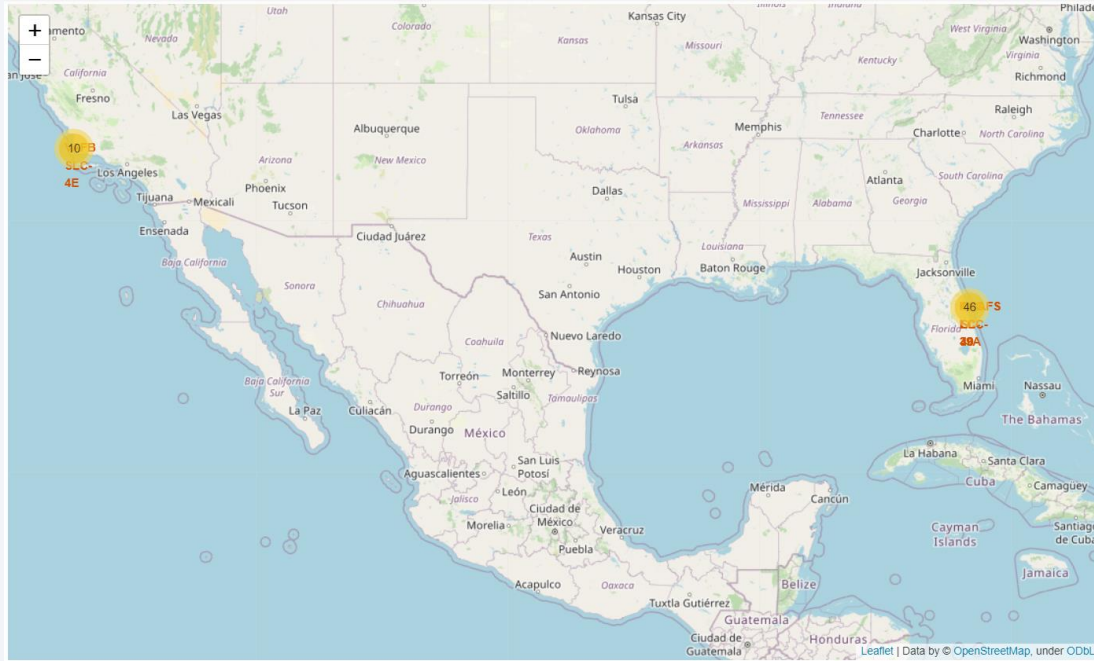 +
−
Utah
Colorado
Kansas City
Illinois
Indiana
Nevada
Kansas
Missouri
West Virginia
Washington
Virginia
Kentucky
Richmond
California
Fresno
Las Vegas
Tulsa
Raleigh
Albuquerque
Oklahoma
Memphis
Tennessee
Charlotte
North Carolina
10
SLC-
4E
Los Angeles
Arizona
New Mexico
Arkansas
Phoenix
Atlanta
South Carolina
Tijuana
Mexicali
Tucson
Dallas
Mississippi
Alabama
Georgia
Ensenada
Ciudad Juárez
Texas
Louisiana
Baja California
Austin
Houston
Baton Rouge
Jacksonville
Sonora
Chihuahua
San Antonio
46
Florida
Coahuila
Nuevo Laredo
Torreón
Monterrey
Reynosa
Baja California
Sur
Saltillo
Tamaulipas
Miami
Nassau
La Paz
Culiacán
Durango
Durango
México
The Bahamas
Aguascalientes
San Luis
Potosí
La Habana
Santa Clara
Cuba
Camagüey
Jalisco
León
Mérida
Cancún
Morelia
Ciudad de
México
Veracruz
Cayman
Islands
Santiag
de Cuba
Puebla
Jamaica
Acapulco
Oaxaca
Belize
Tuxtla Gutiérrez
Guatemala
Ciudad de
Guatemala
Honduras
Leaflet | Data by © OpenStreetMap, under ODbL